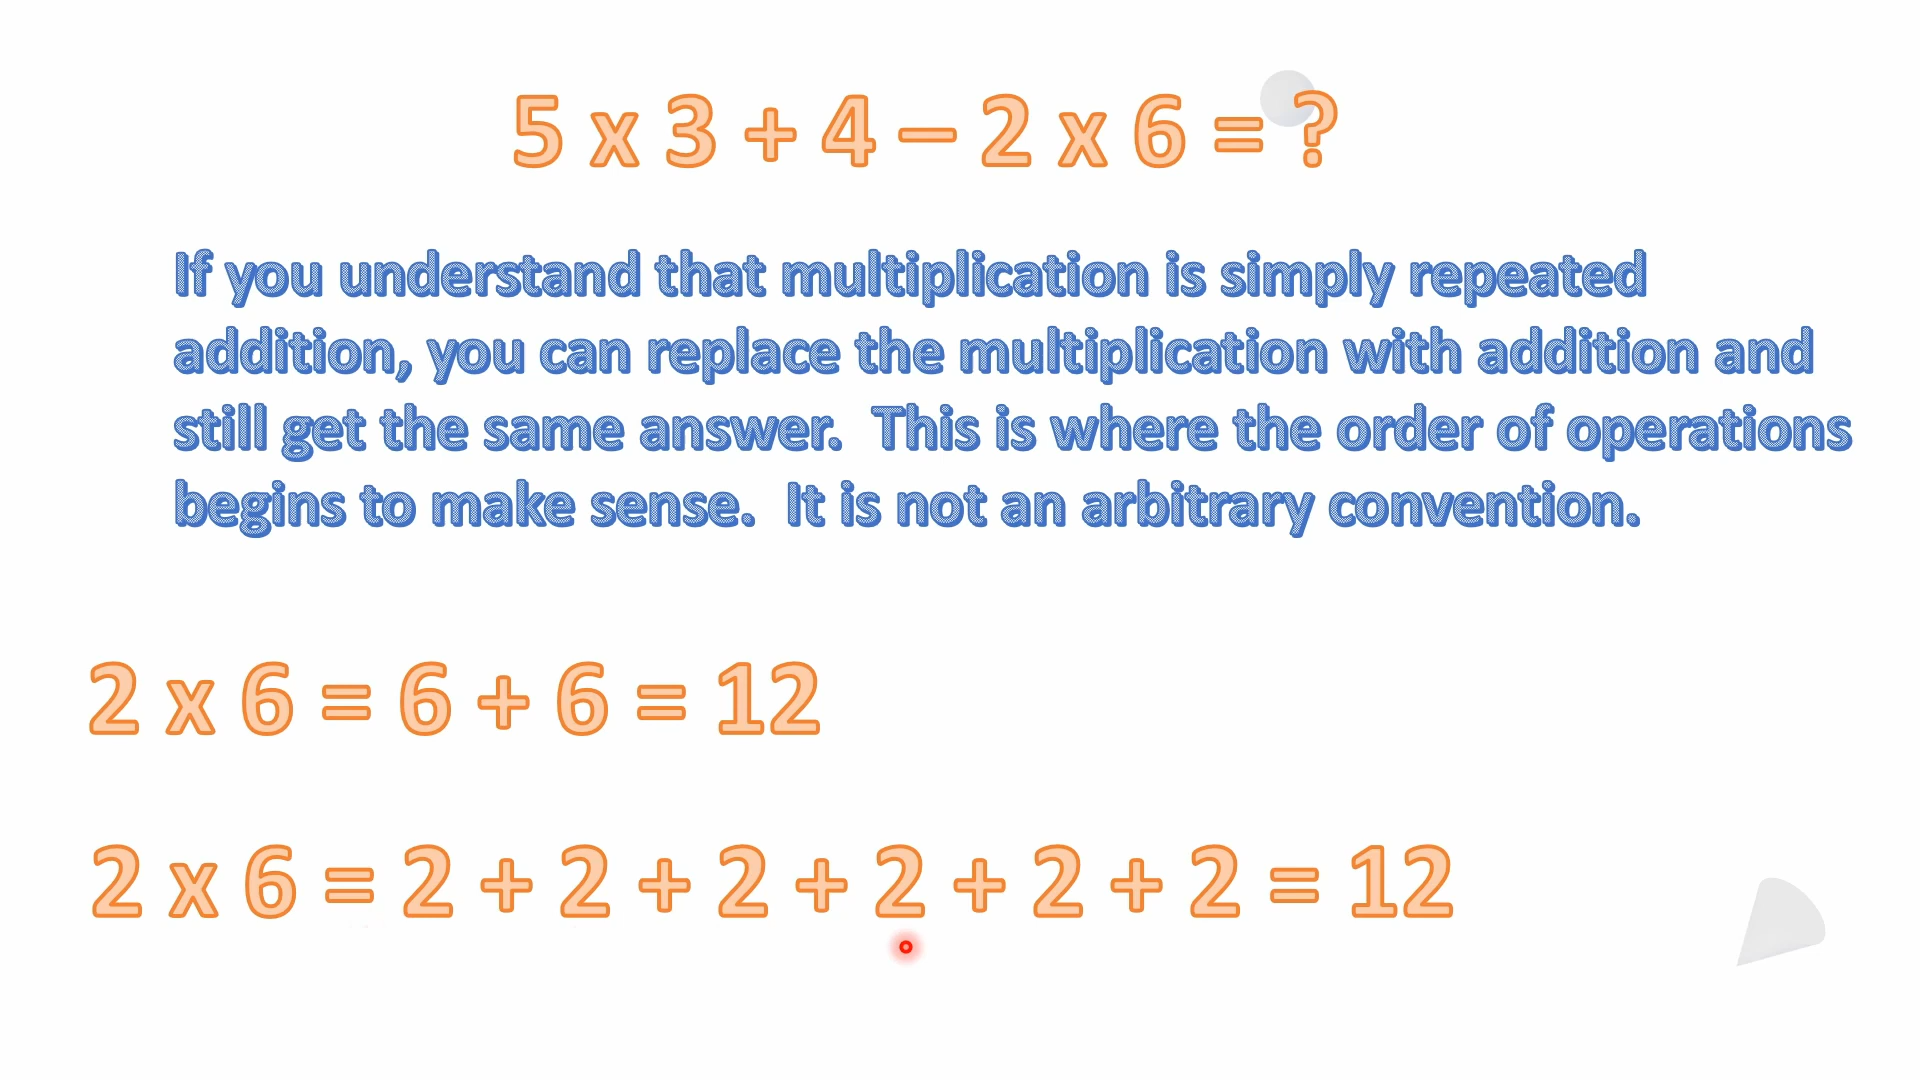 5 x 3 + 4 – 2 x 6 = ?
If you understand that multiplication is simply repeated
addition, you can replace the multiplication with addition and
still get the same answer.  This is where the order of operations
begins to make sense.  It is not an arbitrary convention.
2 x 6 = 6 + 6 = 12
2 x 6 = 2 + 2 + 2 + 2 + 2 + 2 = 12